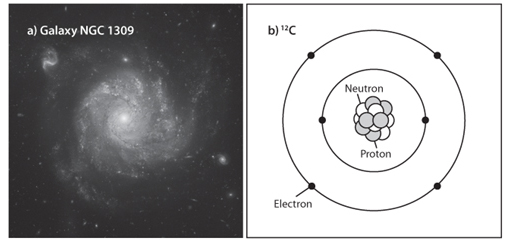 a) Galaxy NGC 1309
b) ¹²C
Neutron
Proton
Electron